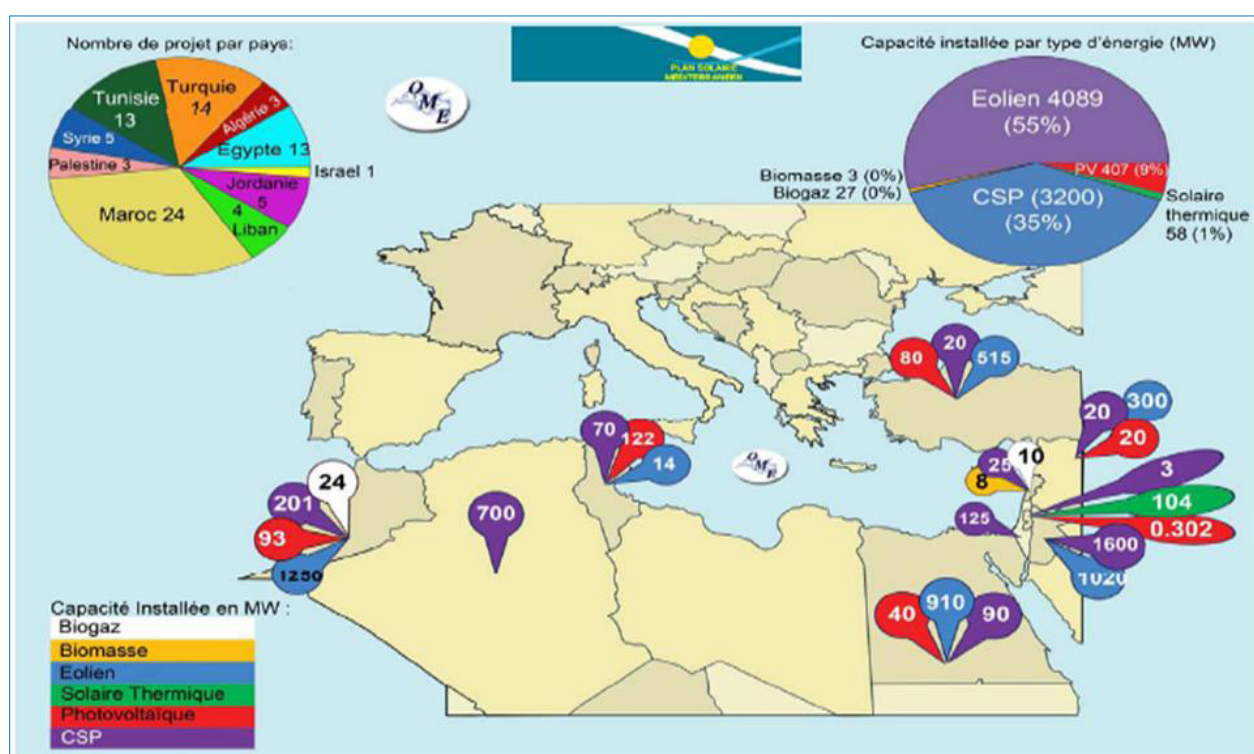 Nombre de projet par pays:
Tunisie
13
Turquie
14
Algérie 3
Egypte 13
Israel 1
Jordanie
5
4
Liban
Maroc 24
Palestine 3
Syrie 5
PLAN SOLAIRE
MEDITERRANEEN
OME
Capacité installée par type d'énergie (MW)
Eolien 4089
(55%)
PV 407 (9%)
Solaire
thermique
58 (1%)
CSP (3200)
(35%)
Biomasse 3 (0%)
Biogaz 27 (0%)
80
20
515
20
300
20
70
122
14
OME
25
10
8
3
104
0.302
125
1600
1020
24
201
93
1250
700
40
910
90
Capacité Installée en MW :
Biogaz
Biomasse
Eolien
Solaire Thermique
Photovoltaïque
CSP